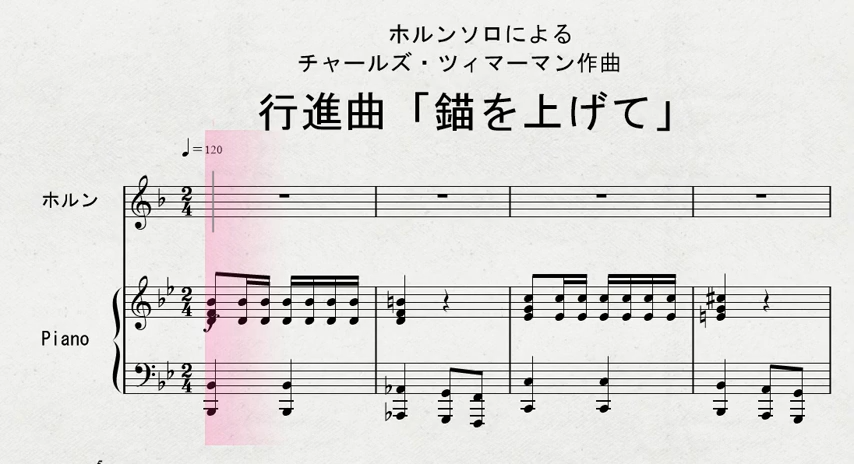 ホルンソロによる
チャールズ・ツィマーマン作曲
行進曲「錨を上げて」
♩=120
ホルン
Piano
f